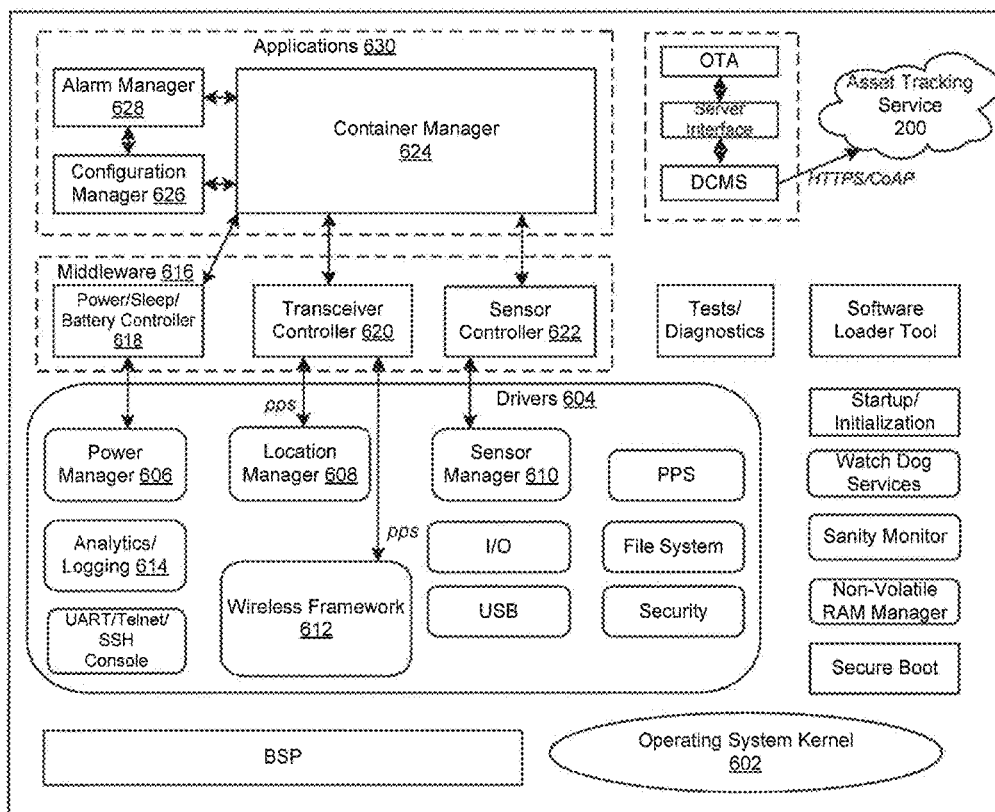 Applications 630
Alarm Manager
628
Configuration
Manager 626
Container Manager
624
OTA
Server
Interface
DCMS
Asset Tracking
Service
200
HTTPS/CoAP
Middleware 616
Power/Sleep/
Battery Controller
618
Transceiver
Controller 620
Sensor
Controller 622
Tests/
Diagnostics
Software
Loader Tool
pps
Drivers 604
Power
Manager 606
Location
Manager 608
Sensor
Manager 610
PPS
Startup/
Initialization
Watch Dog
Services
Analytics/
Logging 614
pps
I/O
File System
Sanity Monitor
Wireless Framework
612
USB
Security
Non-Volatile
RAM Manager
UART/Telnet/
SSH
Console
Secure Boot
BSP
Operating System Kernel
602